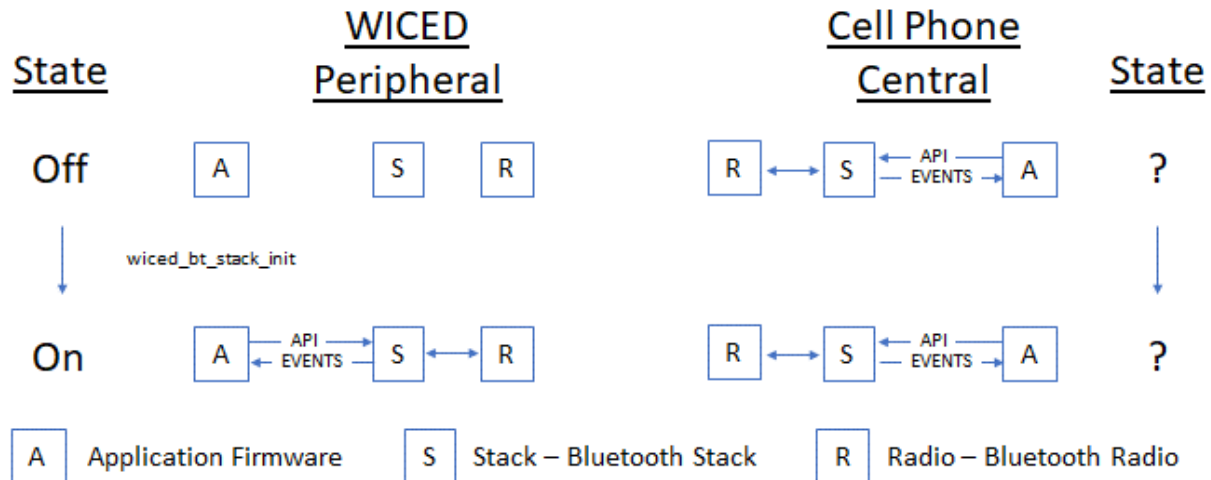 WICED
Peripheral
Cell Phone
Central
State
State
Off
A
S
R
R
S
API
EVENTS
A
?
wiced_bt_stack_init
On
A
API
EVENTS
S
R
R
S
API
EVENTS
A
?
A Application Firmware S Stack – Bluetooth Stack R Radio – Bluetooth Radio